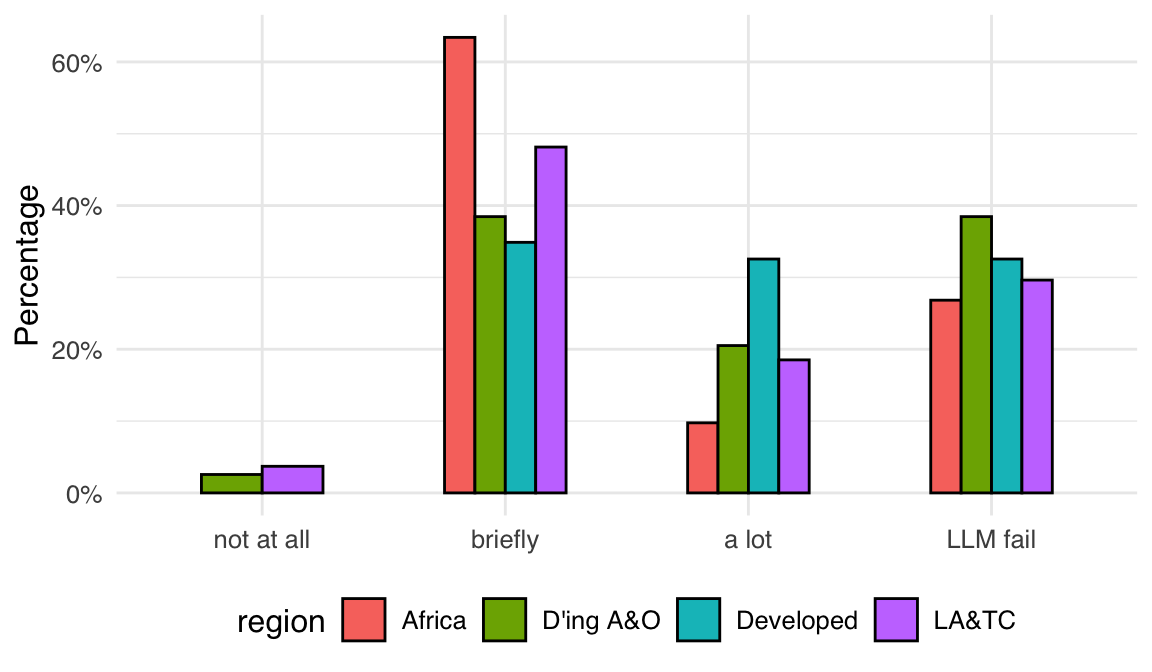 Percentage
60%
40%
20%
0%
not at all briefly a lot LLM fail
region Africa D'ing A&O Developed LA&TC